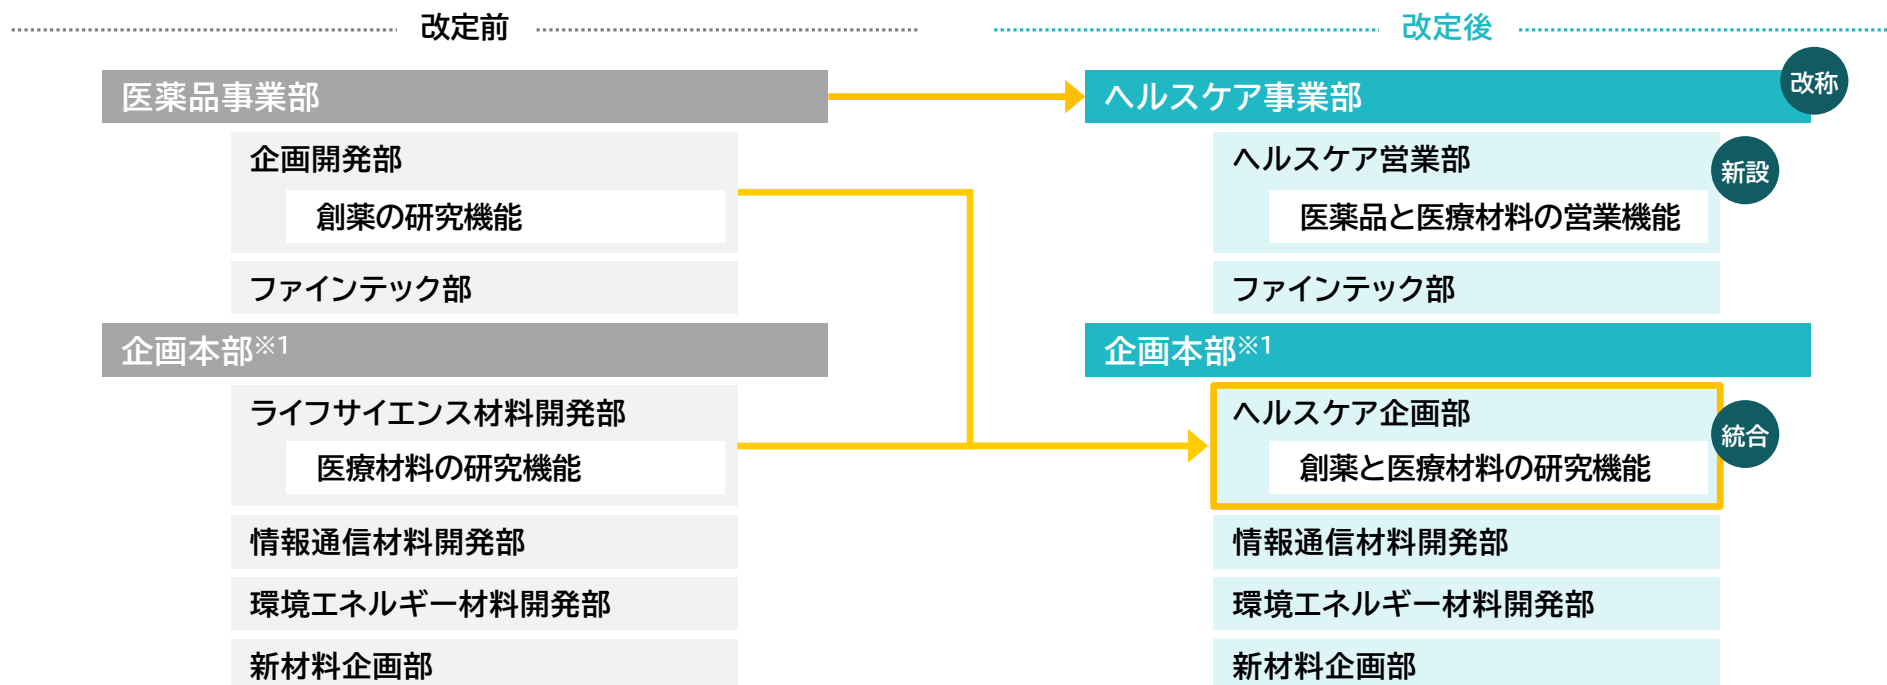 改定前
医薬品事業部
企画開発部
創薬の研究機能
ファインテック部
企画本部※1
ライフサイエンス材料開発部
医療材料の研究機能
情報通信材料開発部
環境エネルギー材料開発部
新材料企画部
改定後
ヘルスケア事業部
改称
ヘルスケア営業部
新設
医薬品と医療材料の営業機能
ファインテック部
企画本部※1
ヘルスケア企画部
統合
創薬と医療材料の研究機能
情報通信材料開発部
環境エネルギー材料開発部
新材料企画部